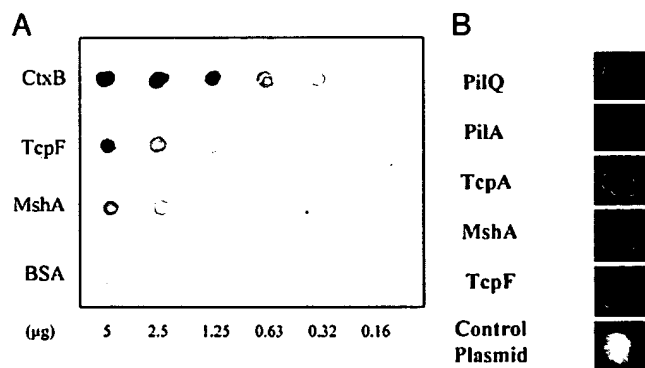 A
CtxB
TcpF
MshA
BSA
(µg) 5 2.5 1.25 0.63 0.32 0.16
B
PilQ
PilA
TcpA
MshA
TcpF
Control
Plasmid